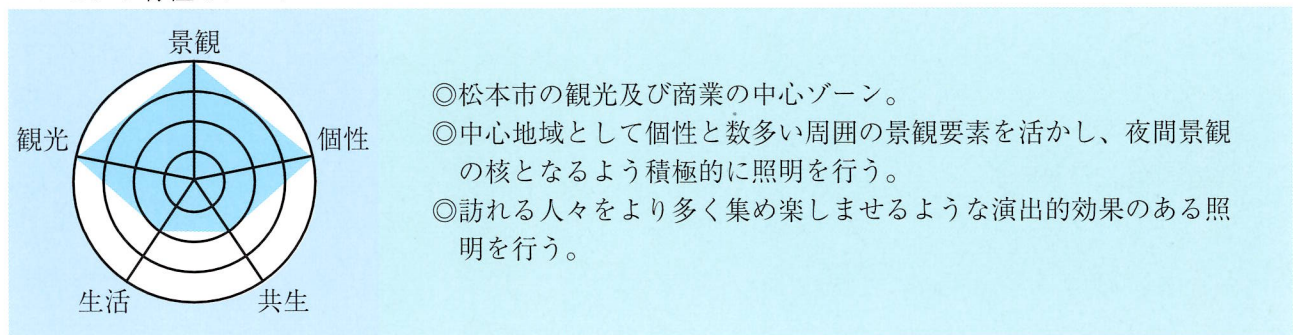 景観
観光
個性
生活
共生
◎松本市の観光及び商業の中心ゾーン。
◎中心地域として個性と数多い周囲の景観要素を活かし、夜間景観
の核となるよう積極的に照明を行う。
◎訪れる人々をより多く集め楽しませるような演出的効果のある照
明を行う。